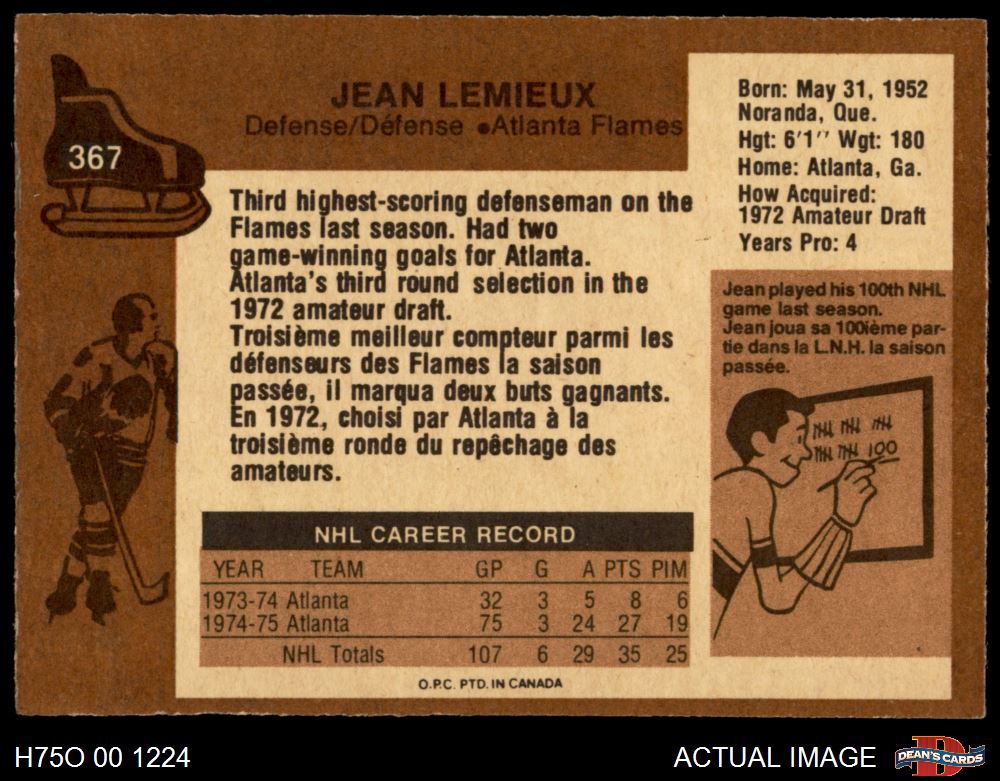 367
JEAN LEMIEUX
Defense/Défense ●Atlanta Flames
Born: May 31, 1952
Noranda, Que.
Hgt: 6'1'' Wgt: 180
Home: Atlanta, Ga.
How Acquired:
1972 Amateur Draft
Years Pro: 4
Third highest-scoring defenseman on the
Flames last season. Had two
game-winning goals for Atlanta.
Atlanta's third round selection in the
1972 amateur draft.
Troisième meilleur compteur parmi les
défenseurs des Flames la saison
passée, il marqua deux buts gagnants.
En 1972, choisi par Atlanta à la
troisième ronde du repêchage des
amateurs.
Jean played his 100th NHL
game last season.
Jean joua sa 100ième par-
tie dans la L.N.H. la saison
passée.
100
NHL CAREER RECORD
YEAR TEAM GP G A PTS PIM
1973-74 Atlanta 32 3 5 8 6
1974-75 Atlanta 75 3 24 27 19
NHL Totals 107 6 29 35 25
O.P.C. PTD. IN CANADA
H75O 00 1224
ACTUAL IMAGE
D
DEAN'S CARDS